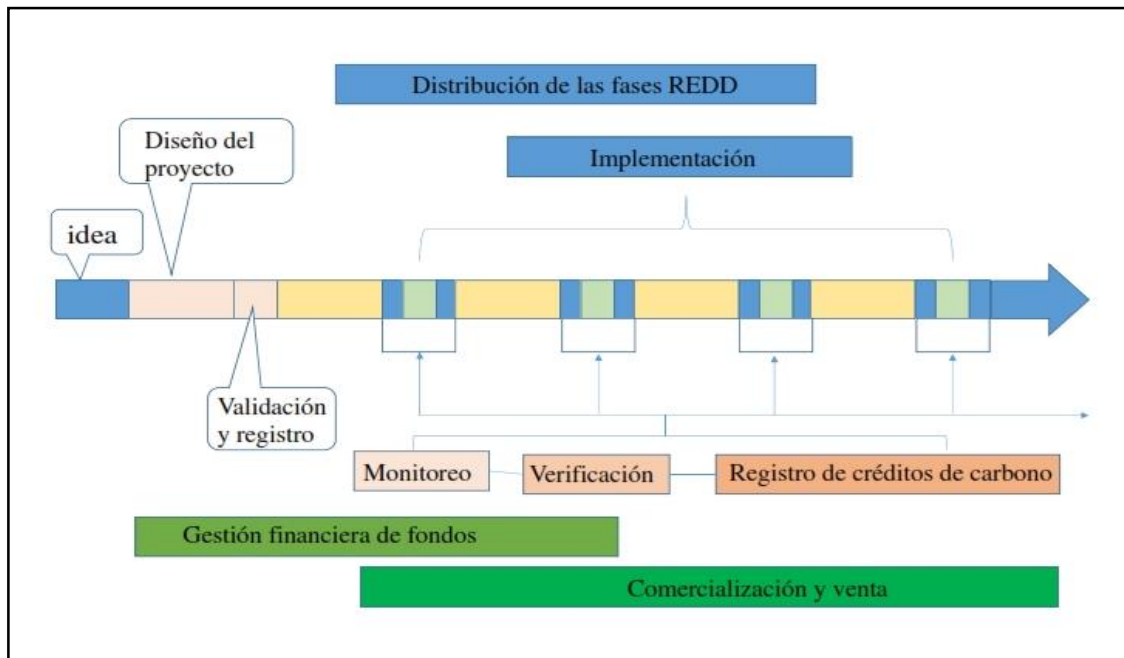 Distribución de las fases REDD
Diseño del
proyecto
Implementación
idea
Validación
y registro
Monitoreo
Verificación
Registro de créditos de carbono
Gestión financiera de fondos
Comercialización y venta